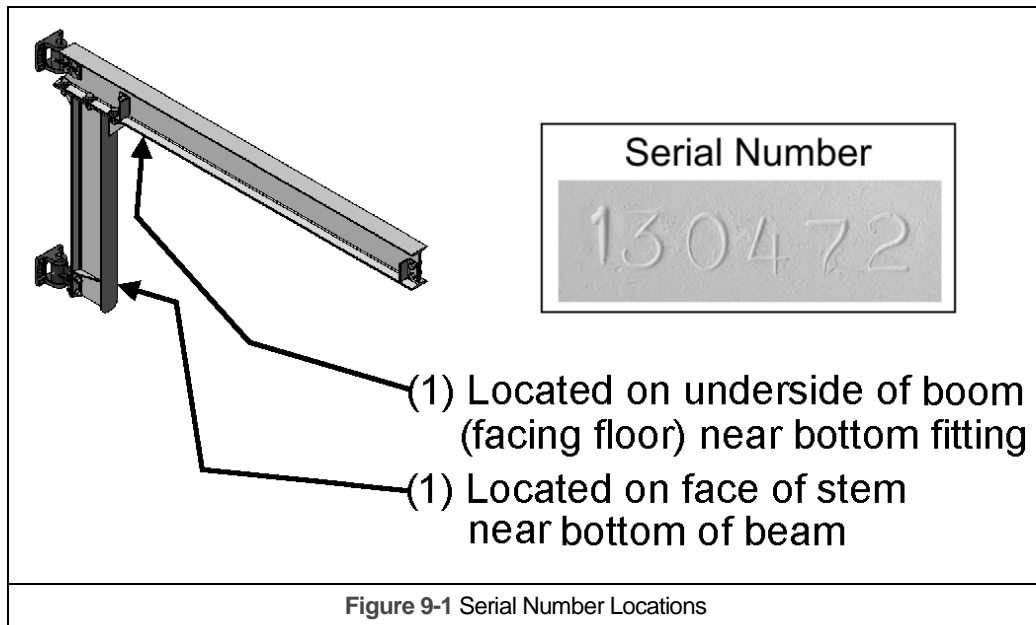 Serial Number
130472
(1) Located on underside of boom
(facing floor) near bottom fitting
(1) Located on face of stem
near bottom of beam
Figure 9-1 Serial Number Locations